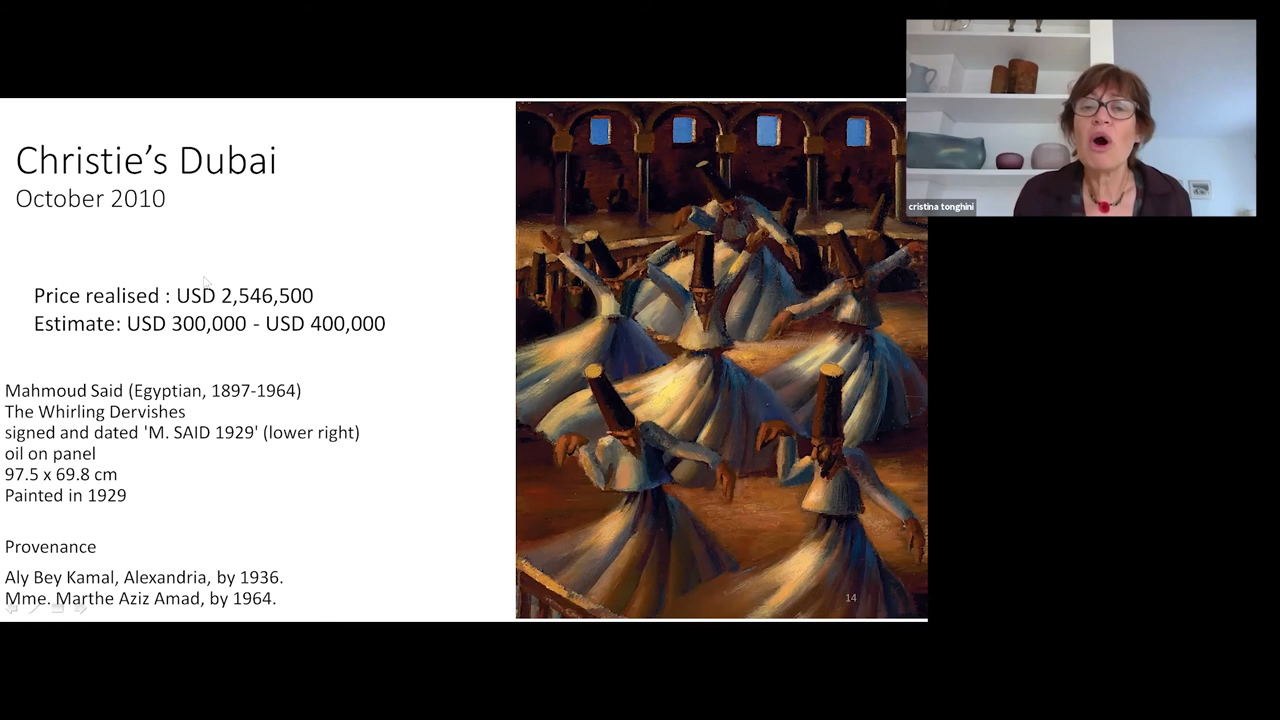 Christie’s Dubai
October 2010
Price realised : USD 2,546,500
Estimate: USD 300,000 - USD 400,000
Mahmoud Said (Egyptian, 1897-1964)
The Whirling Dervishes
signed and dated 'M. SAID 1929' (lower right)
oil on panel
97.5 x 69.8 cm
Painted in 1929
Provenance
Aly Bey Kamal, Alexandria, by 1936.
Mme. Marthe Aziz Amad, by 1964.
14
cristina tonghini